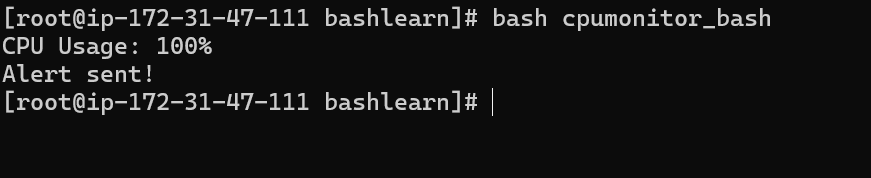 [root@ip-172-31-47-111 bashlearn]# bash cpumonitor_bash
CPU Usage: 100%
Alert sent!
[root@ip-172-31-47-111 bashlearn]#